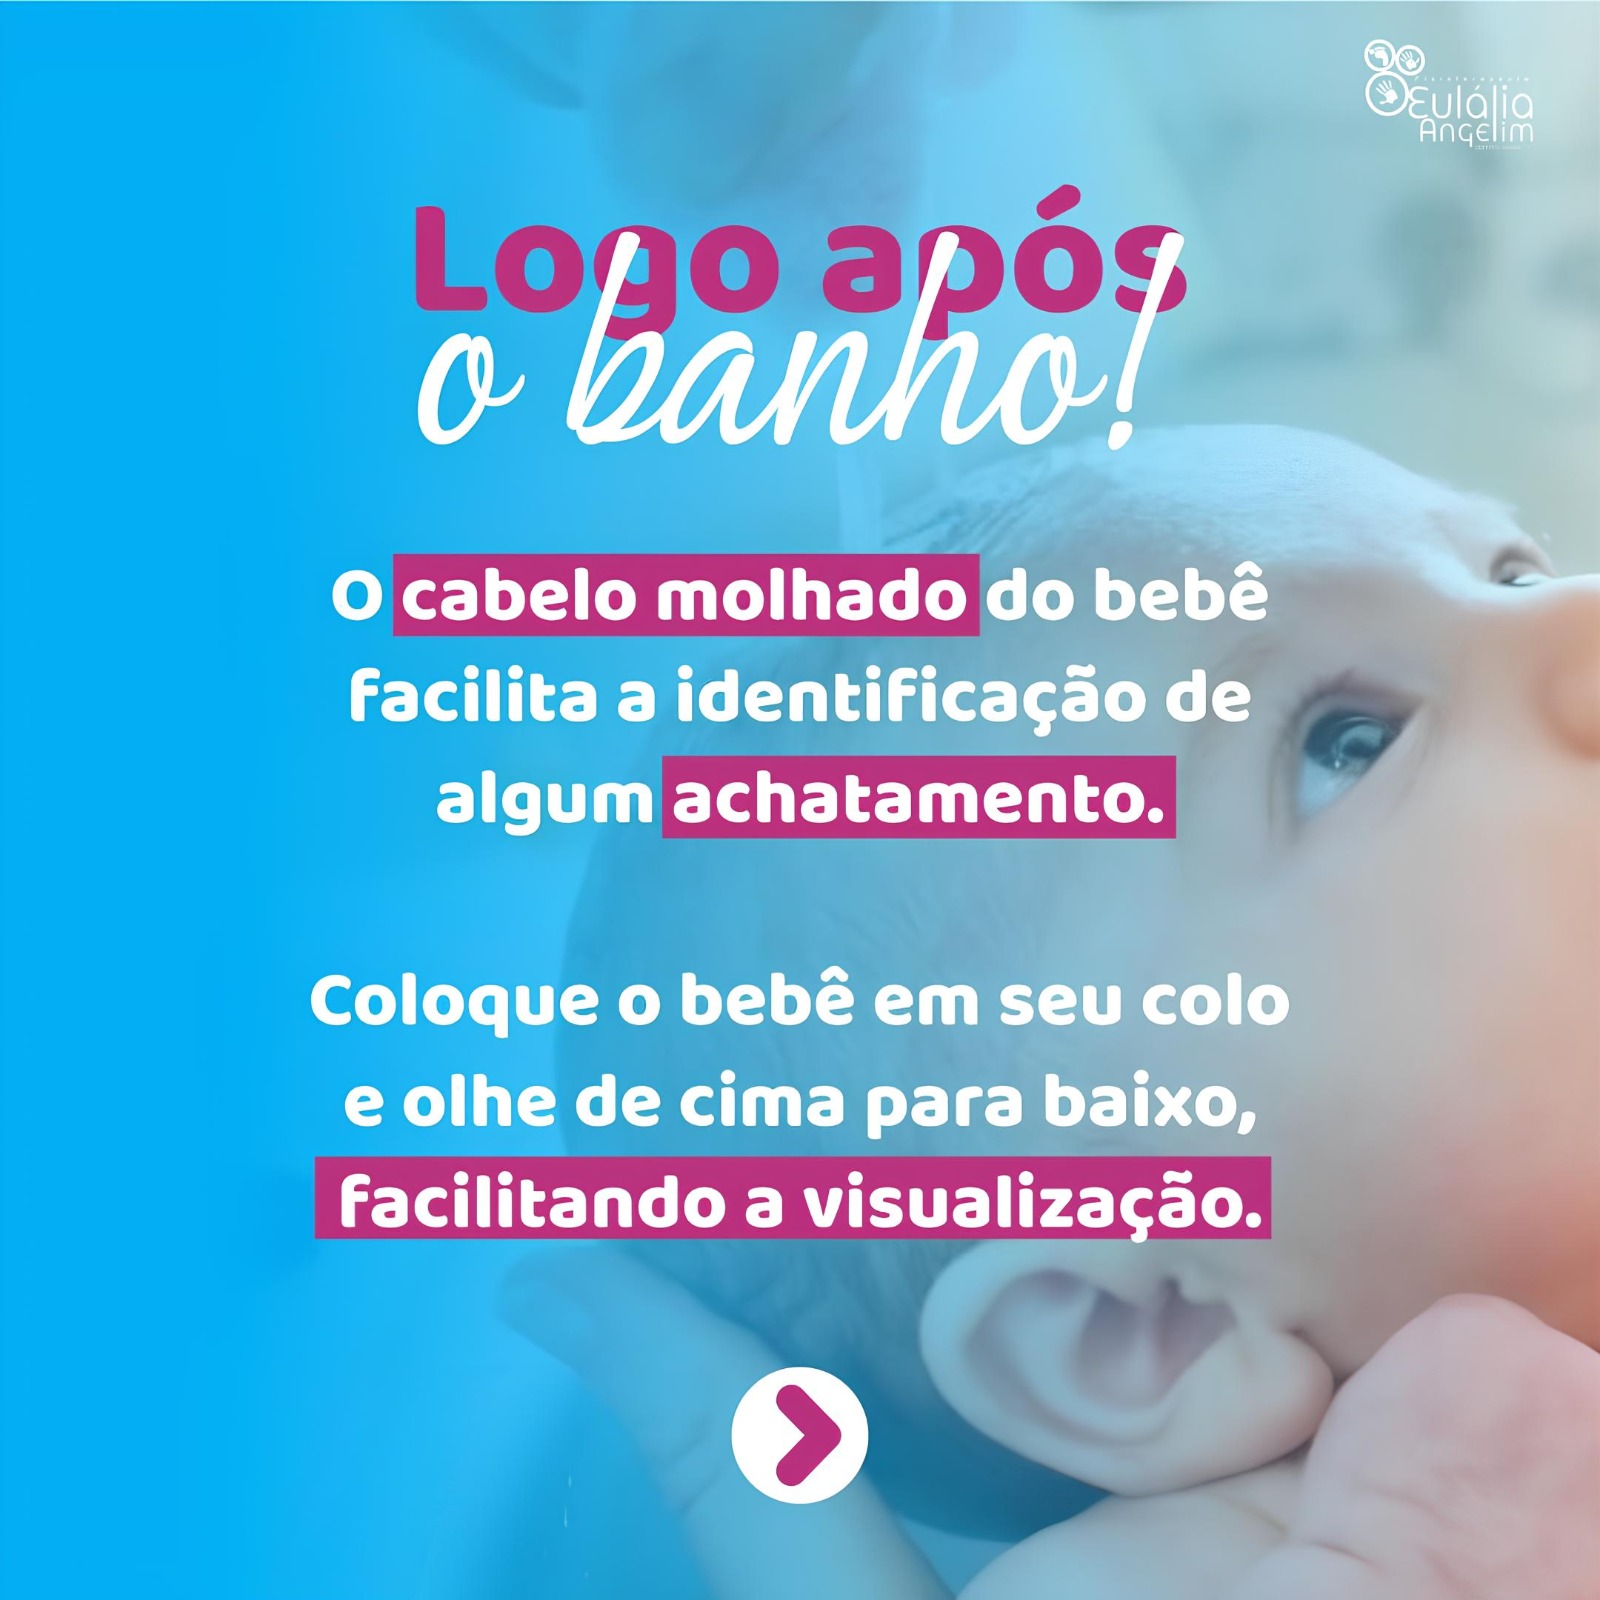 Fisioterapeuta
Eulália
Angelim
Logo após
o banho!
O cabelo molhado do bebê
facilita a identificação de
algum achatamento.
Coloque o bebê em seu colo
e olhe de cima para baixo,
facilitando a visualização.